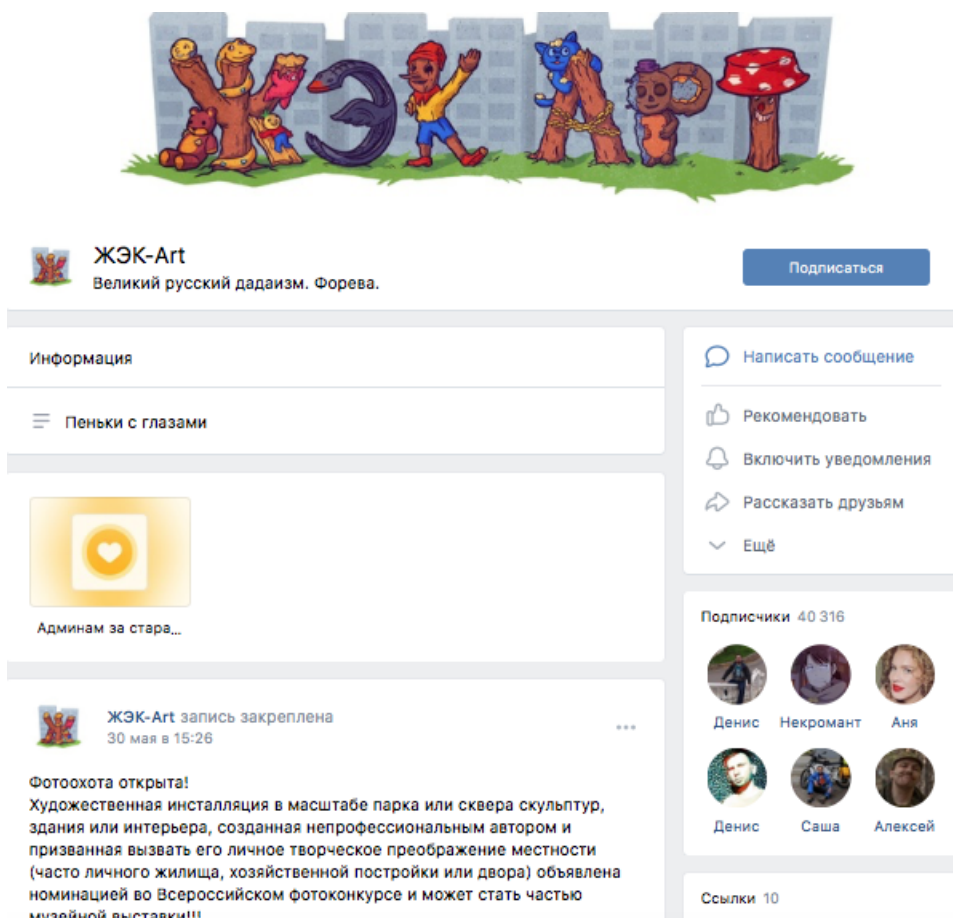 ЖЭК Арт
ЖЭК-Art
Великий русский дадаизм. Форева.
Подписаться
Информация
Пеньки с глазами
Админам за стара...
ЖЭК-Art запись закреплена
30 мая в 15:26
Фотоохота открыта!
Художественная инсталляция в масштабе парка или сквера скульптур,
здания или интерьера, созданная непрофессиональным автором и
призванная вызвать его личное творческое преображение местности
(часто личного жилища, хозяйственной постройки или двора) объявлена
номинацией во Всероссийском фотоконкурсе и может стать частью
музейной выставки!!!
Написать сообщение
Рекомендовать
Включить уведомления
Рассказать друзьям
Ещё
Подписчики 40 316
Денис Некромант Аня
Денис Саша Алексей
Ссылки 10